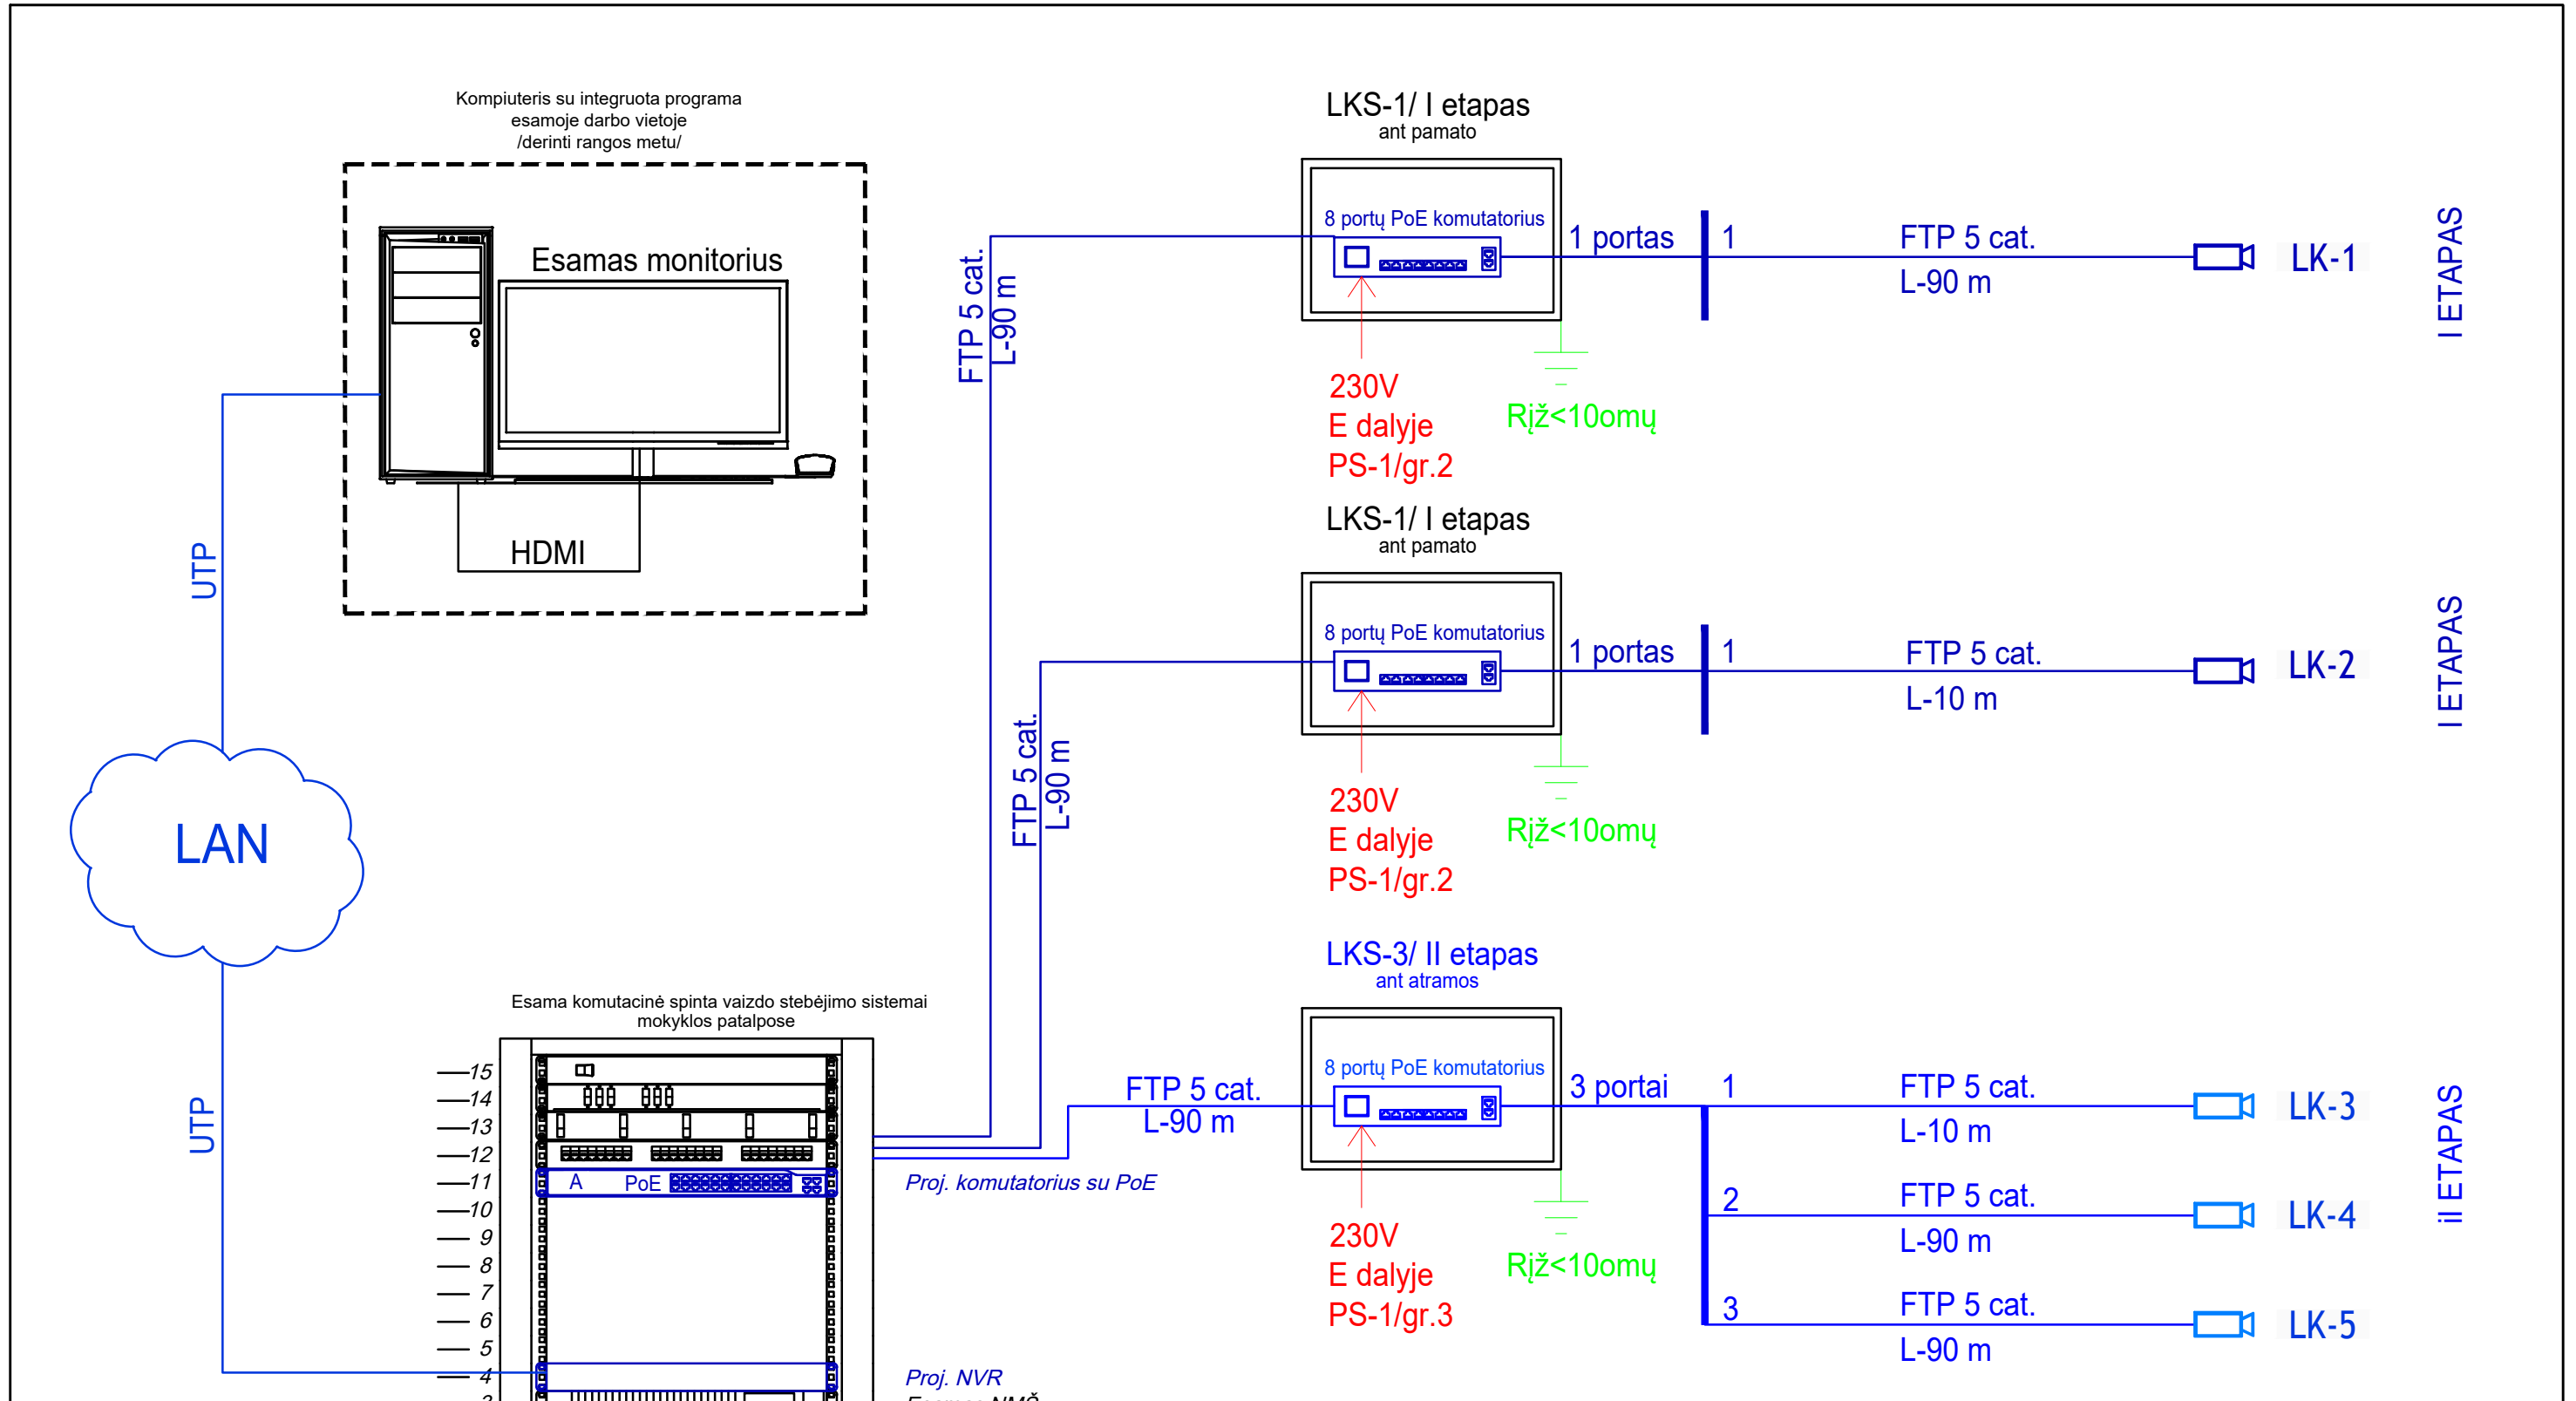 Kompiuteris su integruota programa
esamoje darbo vietoje
/derinti rangos metu/
Esamas monitorius
HDMI
UTP
LAN
UTP
Esama komutacinė spinta vaizdo stebėjimo sistemai
mokyklos patalpose
15
14
13
12
11
10
9
8
7
6
5
4
A PoE
Proj. komutatorius su PoE
Proj. NVR
FTP 5 cat.
L-90 m
FTP 5 cat.
L-90 m
FTP 5 cat.
L-90 m
LKS-1/ I etapas
ant pamato
8 portų PoE komutatorius
1 portas
1
FTP 5 cat.
L-90 m
LK-1
I ETAPAS
230V
E dalyje
PS-1/gr.2
Rįž<10omų
LKS-1/ I etapas
ant pamato
8 portų PoE komutatorius
1 portas
1
FTP 5 cat.
L-10 m
LK-2
I ETAPAS
230V
E dalyje
PS-1/gr.2
Rįž<10omų
LKS-3/ II etapas
ant atramos
8 portų PoE komutatorius
3 portai
1
FTP 5 cat.
L-10 m
LK-3
2
FTP 5 cat.
L-90 m
LK-4
3
FTP 5 cat.
L-90 m
LK-5
iI ETAPAS
230V
E dalyje
PS-1/gr.3
Rįž<10omų